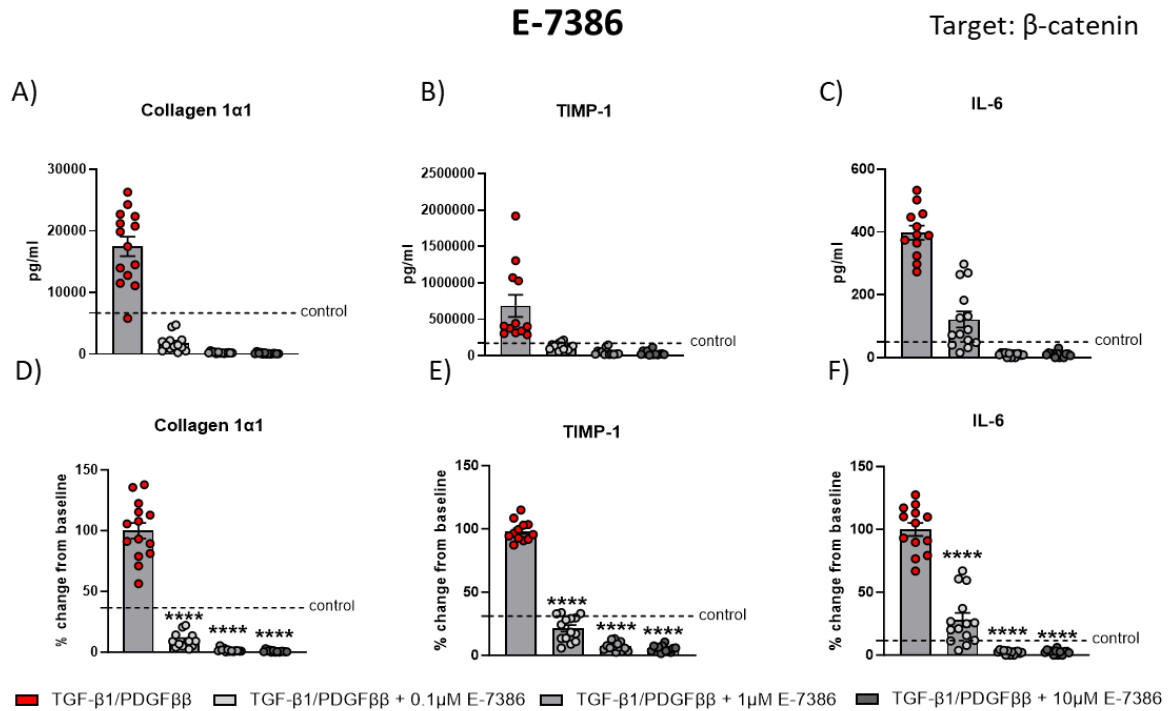 E-7386
Target: β-catenin
A)
B)
C)
Collagen 1α1
TIMP-1
IL-6
pg/ml
30000
20000
10000
0
control
pg/ml
2500000
2000000
1500000
1000000
500000
0
control
pg/ml
600
400
200
0
control
D)
E)
F)
Collagen 1α1
TIMP-1
IL-6
% change from baseline
150
100
50
0
control
**** **** ****
% change from baseline
150
100
50
0
control
**** **** ****
% change from baseline
150
100
50
0
control
**** **** ****
TGF-β1/PDGFββ TGF-β1/PDGFββ + 0.1μM E-7386 TGF-β1/PDGFββ + 1μM E-7386 TGF-β1/PDGFββ + 10μM E-7386